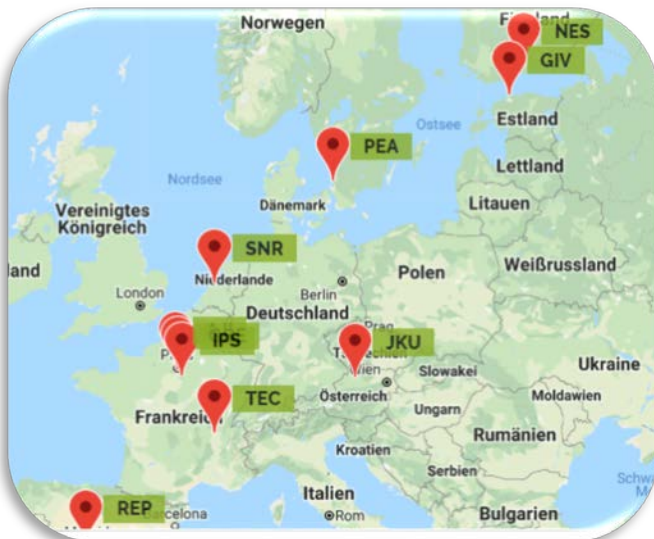 Norwegen
NES
GIV
Estland
Ostsee
PEA
Lettland
Nordsee
Dänemark
Litauen
Vereinigtes
Königreich
SNR
land
Niederlande
Polen
Weißrussland
London
Berlin
Deutschland
IPS
Prag
JKU
Slowakei
Ukraine
TEC
Österreich
Ungarn
Moldawien
Frankreich
Rumänien
Kroatien
Serbien
Italien
REP
Rom
Bulgarien